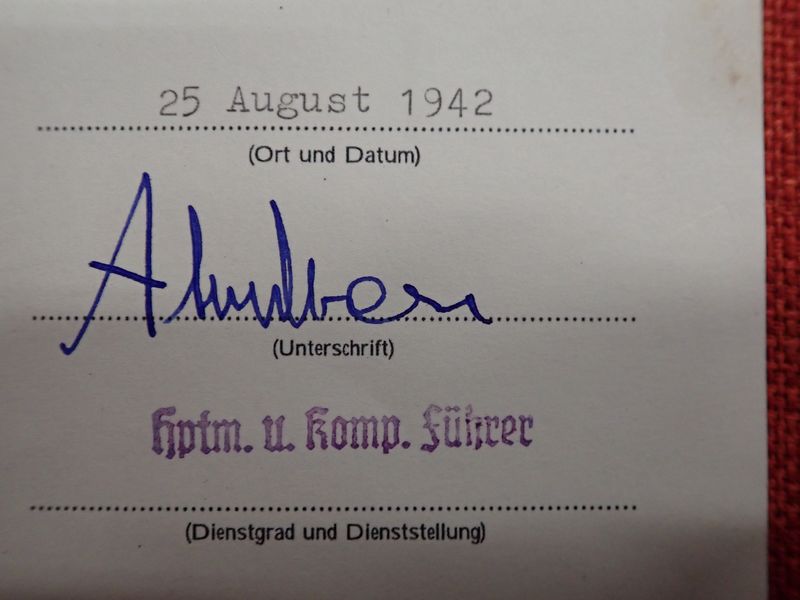 25 August 1942
(Ort und Datum)
(Unterschrift)
Hptm. u. Komp. Führer
(Dienstgrad und Dienststellung)